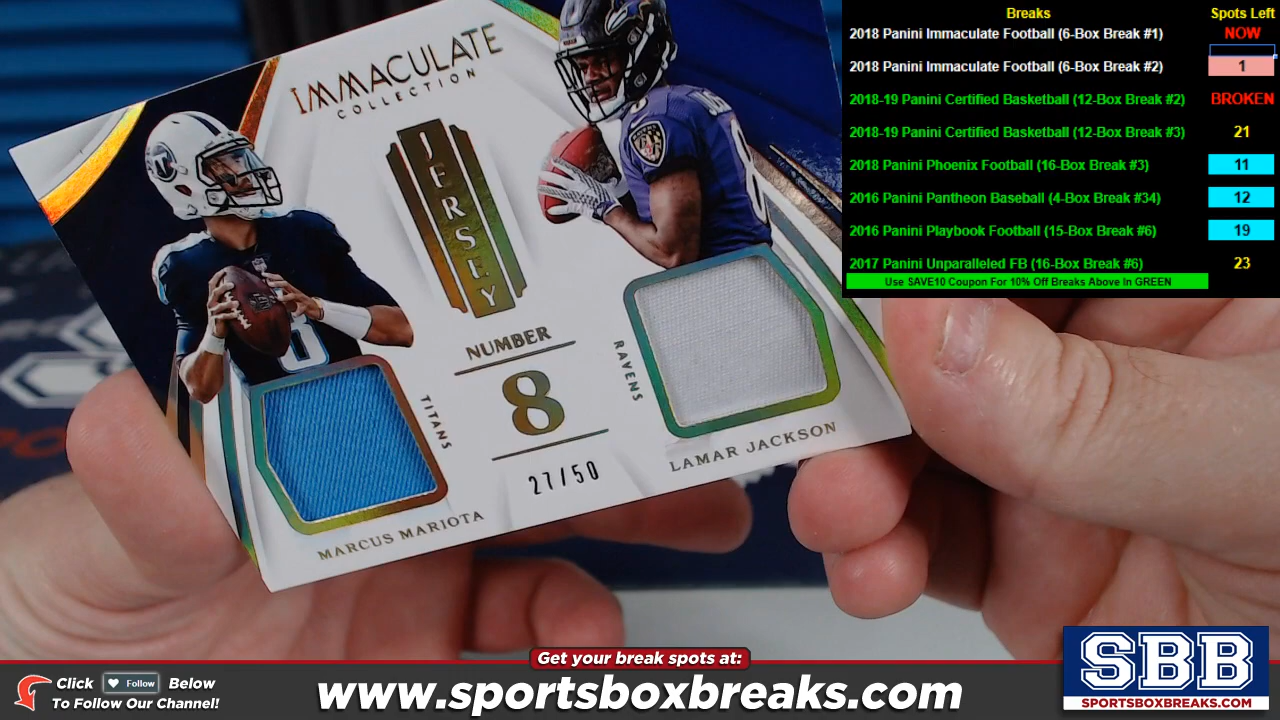 IMMACULATE
COLLECTION
JERSEY
NUMBER
8
27/50
TITANS
RAVENS
MARCUS MARIOTA
LAMAR JACKSON
8
Breaks Spots Left
2018 Panini Immaculate Football (6-Box Break #1) NOW
2018 Panini Immaculate Football (6-Box Break #2) 1
2018-19 Panini Certified Basketball (12-Box Break #2) BROKEN
2018-19 Panini Certified Basketball (12-Box Break #3) 21
2018 Panini Phoenix Football (16-Box Break #3) 11
2016 Panini Pantheon Baseball (4-Box Break #34) 12
2016 Panini Playbook Football (15-Box Break #6) 19
2017 Panini Unparalleled FB (16-Box Break #6) 23
Use SAVE10 Coupon For 10% Off Breaks Above In GREEN
Get your break spots at:
Click Follow Below
To Follow Our Channel!
www.sportsboxbreaks.com
SBB
SPORTSBOXBREAKS.COM